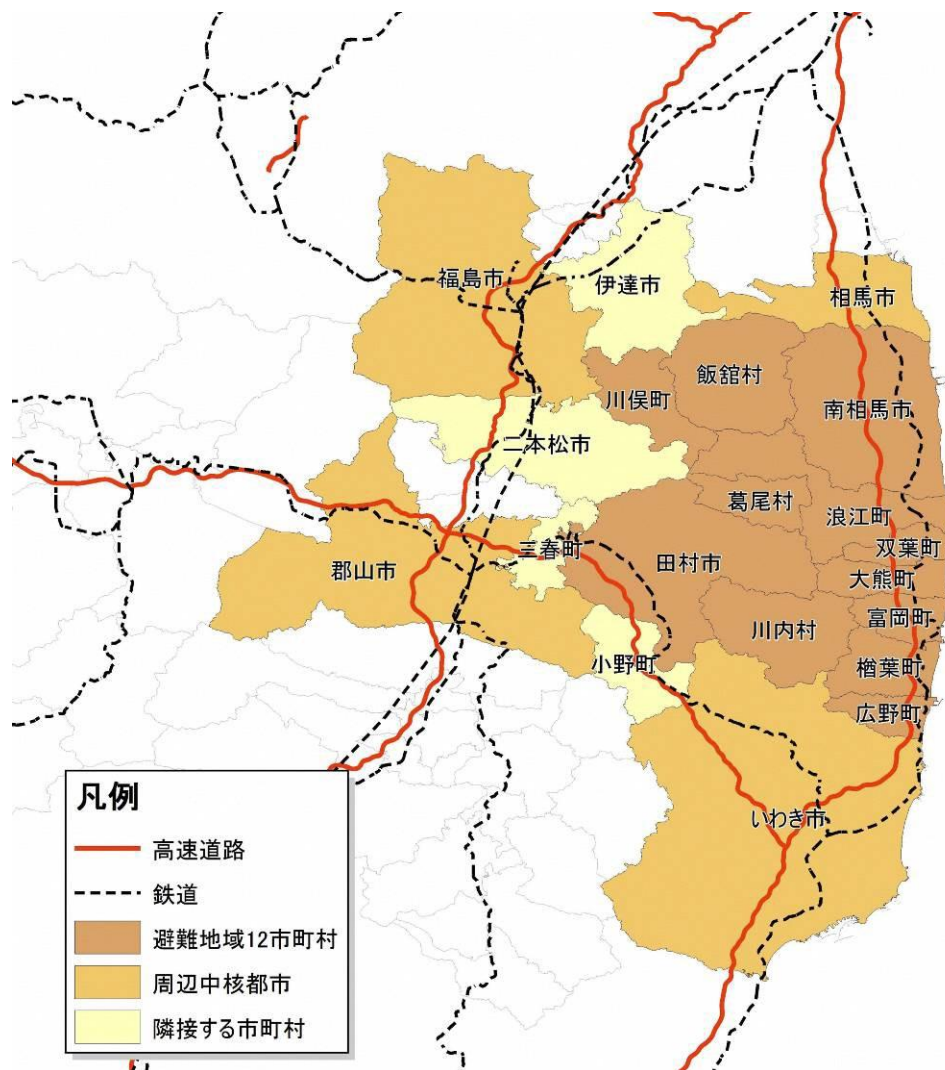 福島市
伊達市
相馬市
飯舘村
川俣町
南相馬市
二本松市
葛尾村
浪江町
双葉町
三春町
田村市
大熊町
郡山市
富岡町
川内村
小野町
楢葉町
広野町
いわき市
凡例
高速道路
鉄道
避難地域12市町村
周辺中核都市
隣接する市町村